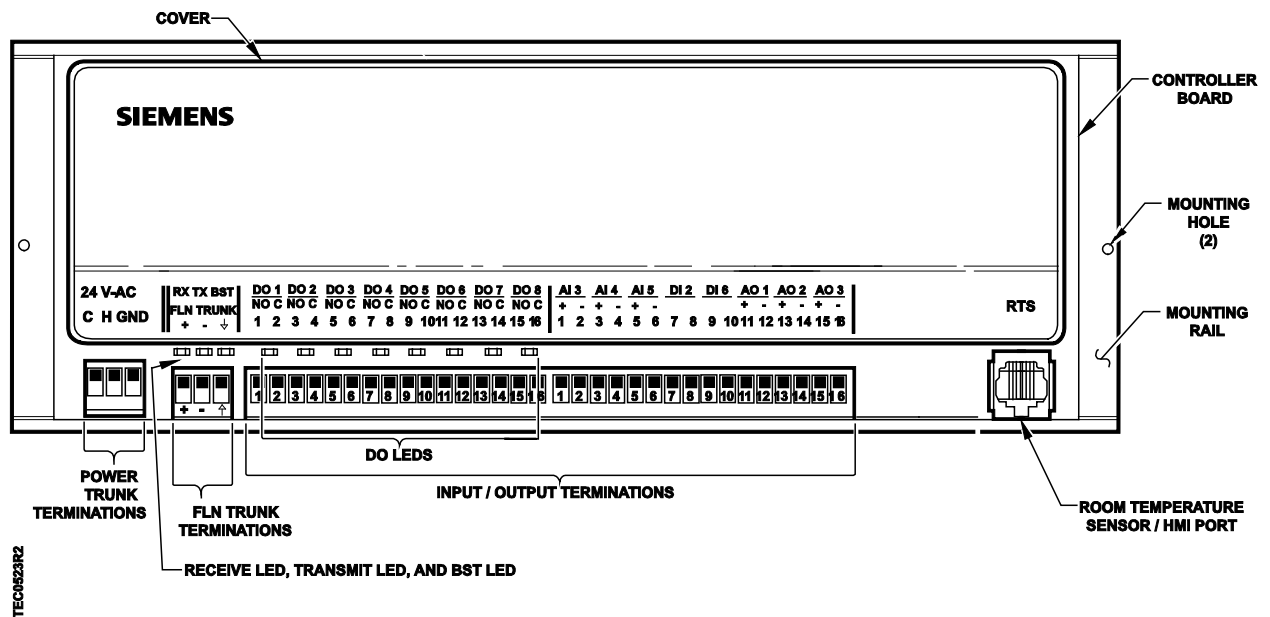 COVER
CONTROLLER
BOARD
SIEMENS
MOUNTING
HOLE
(2)
24 V-AC
C H GND
RX TX BST
FLN TRUNK
+ -
DO 1 DO 2 DO 3 DO 4 DO 5 DO 6 DO 7 DO 8
NO C NO C NO C NO C NO C NO C NO C NO C
1 2 3 4 5 6 7 8 9 10 11 12 13 14 15 16
AI 3 AI 4 AI 5 DI 2 DI 6 AO 1 AO 2 AO 3
+ - + - + - + - + - + -
1 2 3 4 5 6 7 8 9 10 11 12 13 14 15 16
RTS
MOUNTING
RAIL
1 2 3 4 5 6 7 8 9 10 11 12 13 14 15 16 1 2 3 4 5 6 7 8 9 10 11 12 13 14 15 16
+ -
DO LEDS
POWER
TRUNK
TERMINATIONS
INPUT / OUTPUT TERMINATIONS
FLN TRUNK
TERMINATIONS
ROOM TEMPERATURE
SENSOR / HMI PORT
RECEIVE LED, TRANSMIT LED, AND BST LED
TEC0523R2